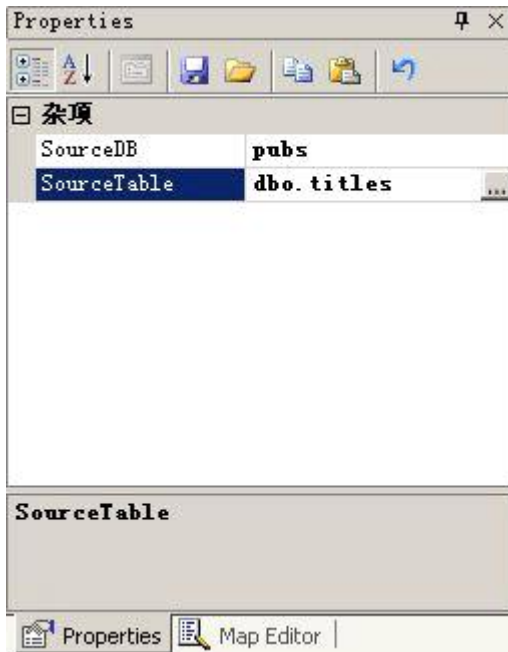 Properties
杂项
SourceDB pubs
SourceTable dbo.titles ...
SourceTable
Properties Map Editor